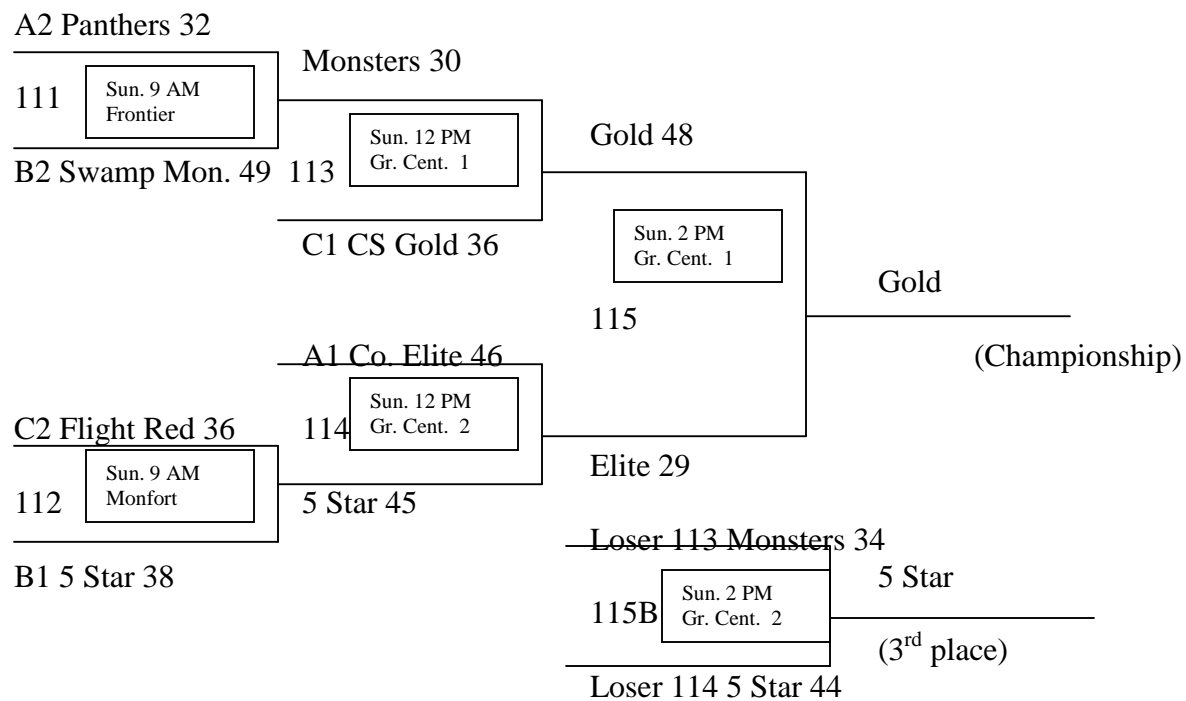 A2 Panthers 32
Monsters 30
111
Sun. 9 AM
Frontier
B2 Swamp Mon. 49
113
Sun. 12 PM
Gr. Cent. 1
Gold 48
C1 CS Gold 36
Sun. 2 PM
Gr. Cent. 1
115
Gold
(Championship)
A1 Co. Elite 46
114
Sun. 12 PM
Gr. Cent. 2
C2 Flight Red 36
112
Sun. 9 AM
Monfort
5 Star 45
Elite 29
B1 5 Star 38
Loser 113 Monsters 34
115B
Sun. 2 PM
Gr. Cent. 2
5 Star
(3rd place)
Loser 114 5 Star 44